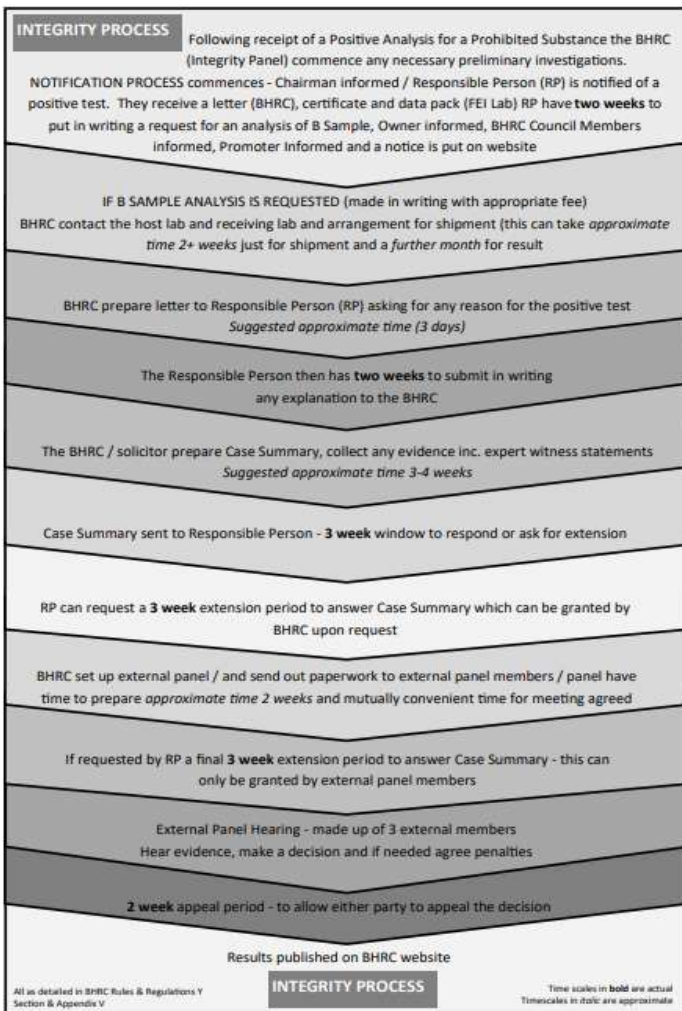 INTEGRITY PROCESS
Following receipt of a Positive Analysis for a Prohibited Substance the BHRC
(Integrity Panel) commence any necessary preliminary investigations.
NOTIFICATION PROCESS commences - Chairman informed / Responsible Person (RP) is notified of a
positive test. They receive a letter (BHRC), certificate and data pack (FEI Lab) RP have two weeks to
put in writing a request for an analysis of B Sample, Owner informed, BHRC Council Members
informed, Promoter Informed and a notice is put on website
IF B SAMPLE ANALYSIS IS REQUESTED (made in writing with appropriate fee)
BHRC contact the host lab and receiving lab and arrangement for shipment (this can take approximate
time 2+ weeks just for shipment and a further month for result
BHRC prepare letter to Responsible Person (RP) asking for any reason for the positive test
Suggested approximate time (3 days)
The Responsible Person then has two weeks to submit in writing
any explanation to the BHRC
The BHRC / solicitor prepare Case Summary, collect any evidence inc. expert witness statements
Suggested approximate time 3-4 weeks
Case Summary sent to Responsible Person - 3 week window to respond or ask for extension
RP can request a 3 week extension period to answer Case Summary which can be granted by
BHRC upon request
BHRC set up external panel / and send out paperwork to external panel members / panel have
time to prepare approximate time 2 weeks and mutually convenient time for meeting agreed
If requested by RP a final 3 week extension period to answer Case Summary - this can
only be granted by external panel members
External Panel Hearing - made up of 3 external members
Hear evidence, make a decision and if needed agree penalties
2 week appeal period - to allow either party to appeal the decision
Results published on BHRC website
INTEGRITY PROCESS
All as detailed in BHRC Rules & Regulations Y
Section & Appendix V
Time scales in bold are actual
Timescales in italic are approximate